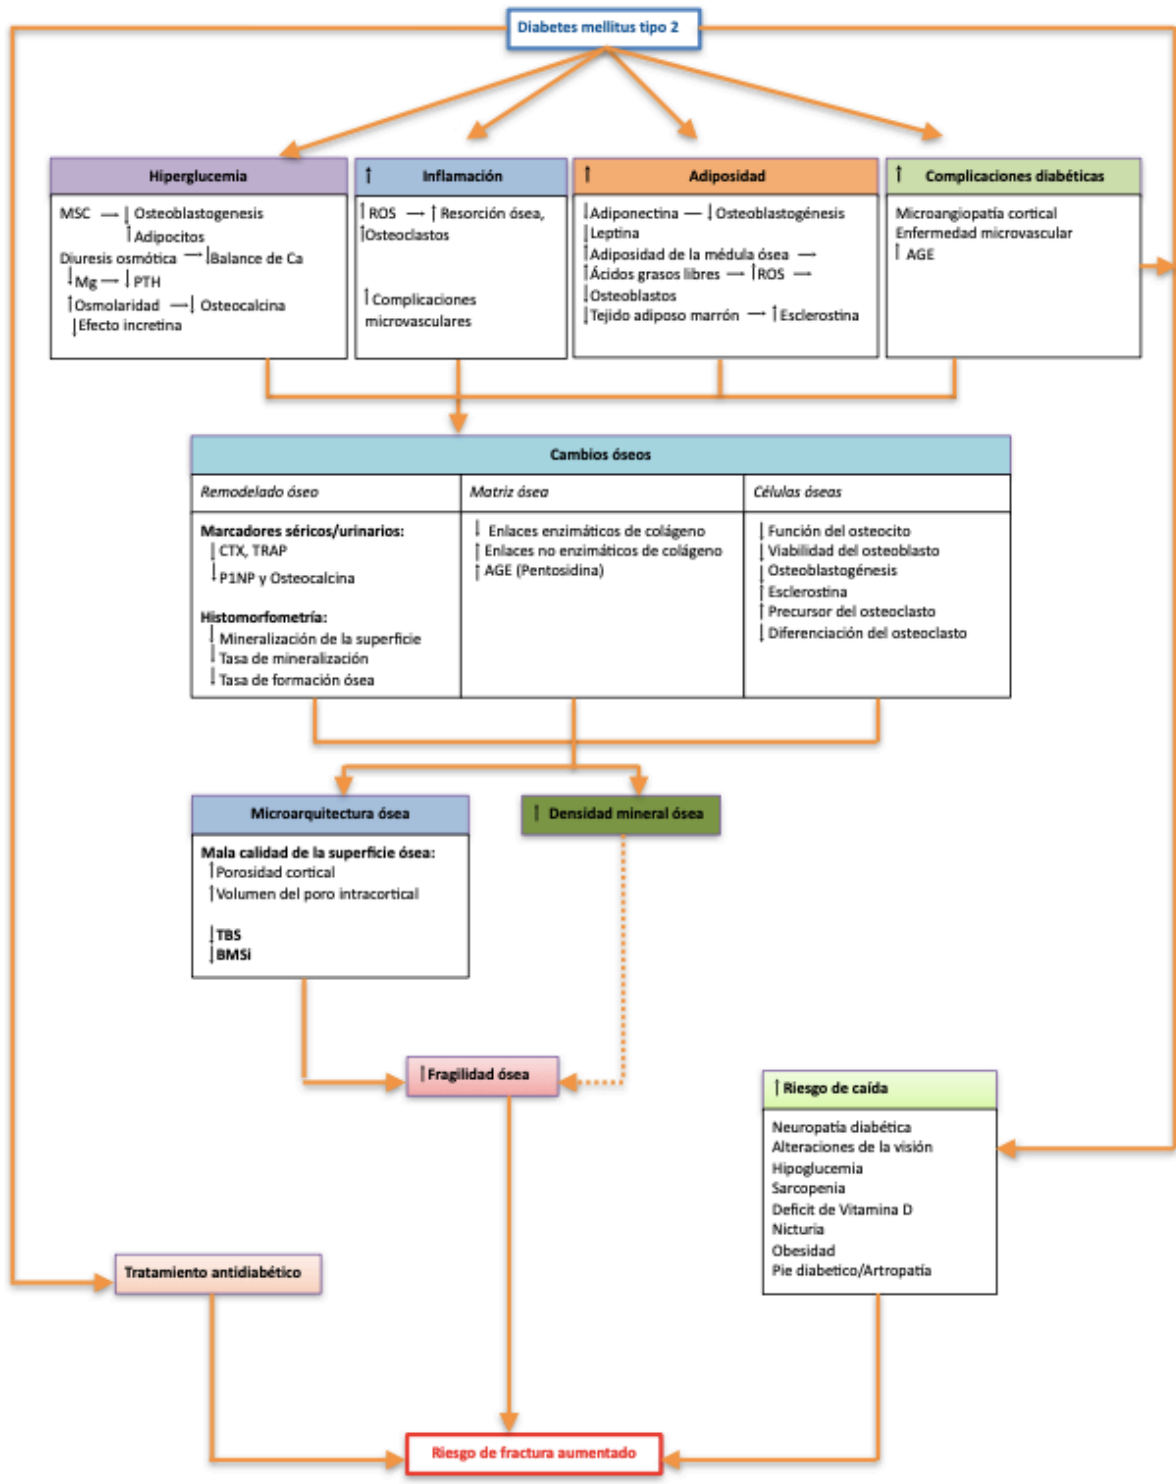 Diabetes mellitus tipo 2
Hiperglucemia
MSC → ↓ Osteoblastogenesis
↑ Adipocitos
Diuresis osmótica → ↓Balance de Ca
↓Mg → ↓ PTH
↑Osmolaridad → ↓ Osteocalcina
↓Efecto incretina
↑ Inflamación
↑ROS → ↑ Resorción ósea,
↑Osteoclastos
↑Complicaciones
microvasculares
↑ Adiposidad
↓Adiponectina → ↓ Osteoblastogénesis
↓Leptina
↑Adiposidad de la médula ósea →
↑Ácidos grasos libres → ↑ROS →
↓Osteoblastos
↓Tejido adiposo marrón → ↑ Esclerostina
↑ Complicaciones diabéticas
Microangiopatía cortical
Enfermedad microvascular
↑ AGE
Cambios óseos
Remodelado óseo
Marcadores séricos/urinarios:
↓CTX, TRAP
↓P1NP y Osteocalcina
Histomorfometría:
↓Mineralización de la superficie
↓Tasa de mineralización
↓Tasa de formación ósea
Matriz ósea
↓ Enlaces enzimáticos de colágeno
↑ Enlaces no enzimáticos de colágeno
↑ AGE (Pentosidina)
Células óseas
↓Función del osteocito
↓Viabilidad del osteoblasto
↓Osteoblastogénesis
↑Esclerostina
↑Precursor del osteoclasto
↓Diferenciación del osteoclasto
Microarquitectura ósea
Mala calidad de la superficie ósea:
↑Porosidad cortical
↑Volumen del poro intracortical
↓TBS
↓BMSi
↑ Densidad mineral ósea
↑Fragilidad ósea
↑Riesgo de caída
Neuropatía diabética
Alteraciones de la visión
Hipoglucemia
Sarcopenia
Deficit de Vitamina D
Nicturia
Obesidad
Pie diabetico/Artropatía
Tratamiento antidiabético
Riesgo de fractura aumentado